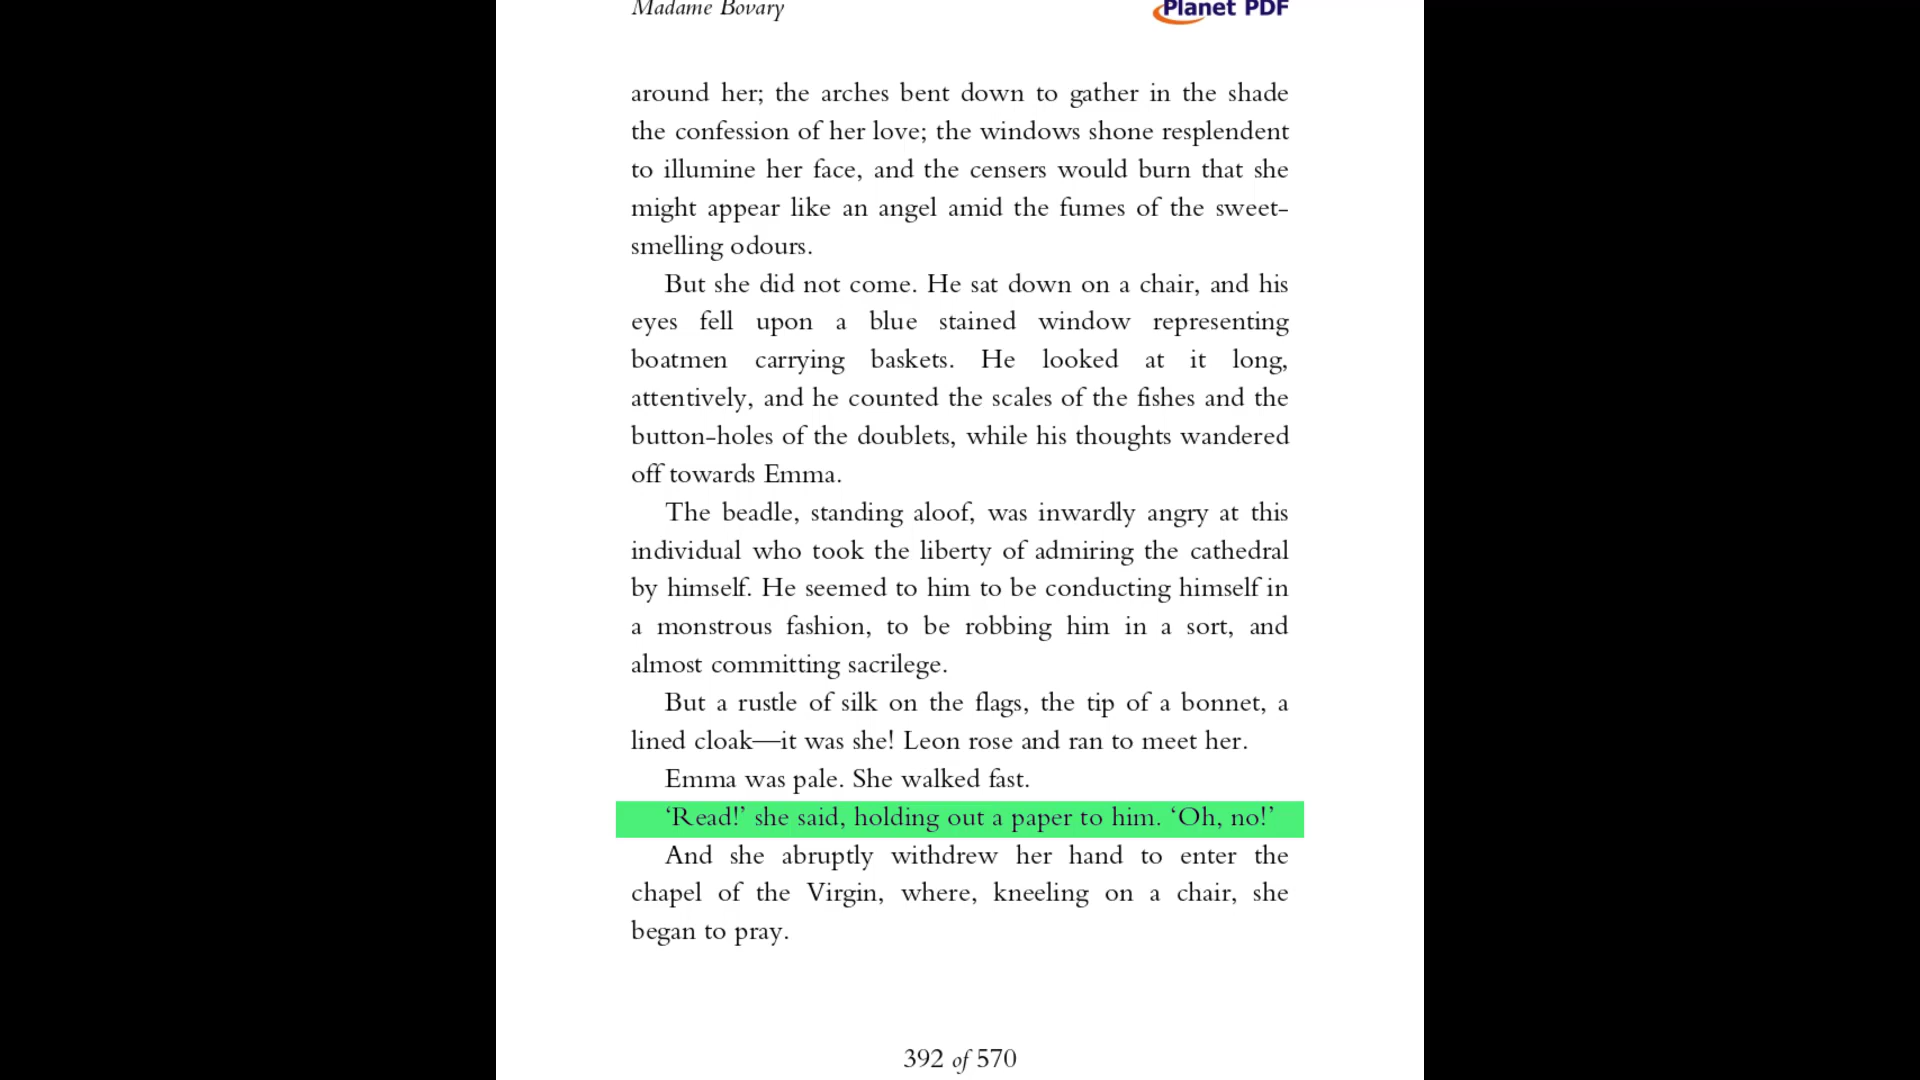 Madame Bovary
Planet PDF
around her; the arches bent down to gather in the shade
the confession of her love; the windows shone resplendent
to illumine her face, and the censers would burn that she
might appear like an angel amid the fumes of the sweet-
smelling odours.
But she did not come. He sat down on a chair, and his
eyes fell upon a blue stained window representing
boatmen carrying baskets. He looked at it long,
attentively, and he counted the scales of the fishes and the
button-holes of the doublets, while his thoughts wandered
off towards Emma.
The beadle, standing aloof, was inwardly angry at this
individual who took the liberty of admiring the cathedral
by himself. He seemed to him to be conducting himself in
a monstrous fashion, to be robbing him in a sort, and
almost committing sacrilege.
But a rustle of silk on the flags, the tip of a bonnet, a
lined cloak—it was she! Leon rose and ran to meet her.
Emma was pale. She walked fast.
‘Read!’ she said, holding out a paper to him. ‘Oh, no!’
And she abruptly withdrew her hand to enter the
chapel of the Virgin, where, kneeling on a chair, she
began to pray.
392 of 570